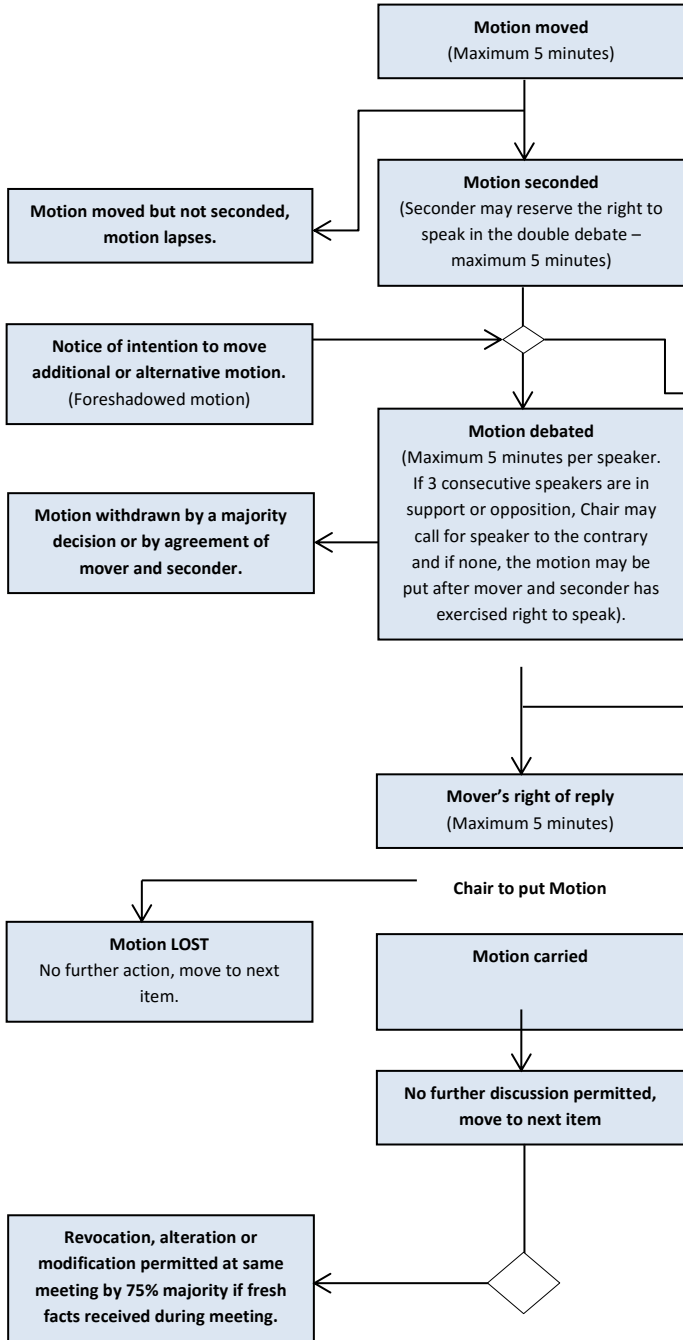 Motion moved
(Maximum 5 minutes)
Motion seconded
(Seconder may reserve the right to
speak in the double debate –
maximum 5 minutes)
Motion moved but not seconded,
motion lapses.
Notice of intention to move
additional or alternative motion.
(Foreshadowed motion)
Motion debated
(Maximum 5 minutes per speaker.
If 3 consecutive speakers are in
support or opposition, Chair may
call for speaker to the contrary
and if none, the motion may be
put after mover and seconder has
exercised right to speak).
Motion withdrawn by a majority
decision or by agreement of
mover and seconder.
Mover’s right of reply
(Maximum 5 minutes)
Chair to put Motion
Motion LOST
No further action, move to next
item.
Motion carried
No further discussion permitted,
move to next item
Revocation, alteration or
modification permitted at same
meeting by 75% majority if fresh
facts received during meeting.